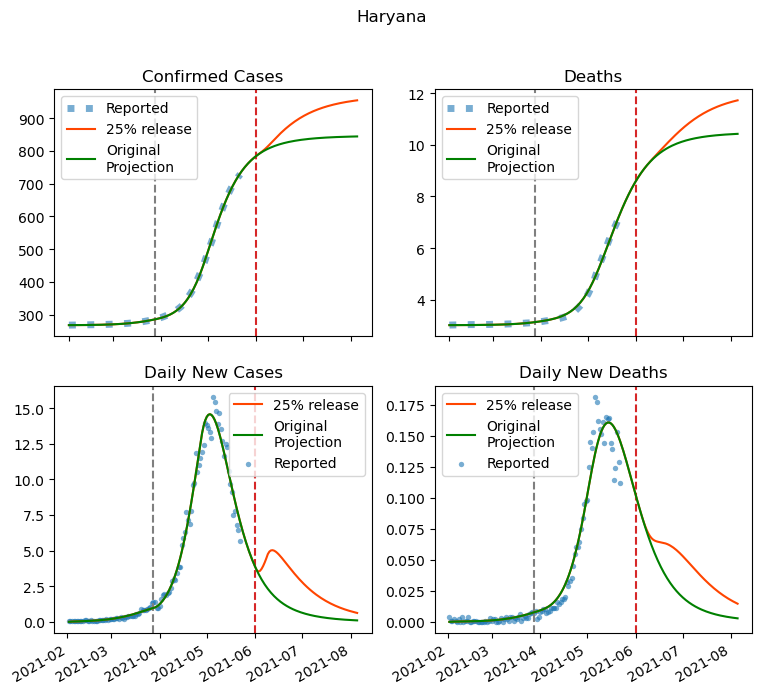 Haryana
Confirmed Cases
Reported
25% release
Original
Projection
900
800
700
600
500
400
300
Deaths
Reported
25% release
Original
Projection
12
10
8
6
4
Daily New Cases
25% release
Original
Projection
Reported
15.0
12.5
10.0
7.5
5.0
2.5
0.0
2021-02
2021-03
2021-04
2021-05
2021-06
2021-07
2021-08
Daily New Deaths
25% release
Original
Projection
Reported
0.175
0.150
0.125
0.100
0.075
0.050
0.025
0.000
2021-02
2021-03
2021-04
2021-05
2021-06
2021-07
2021-08